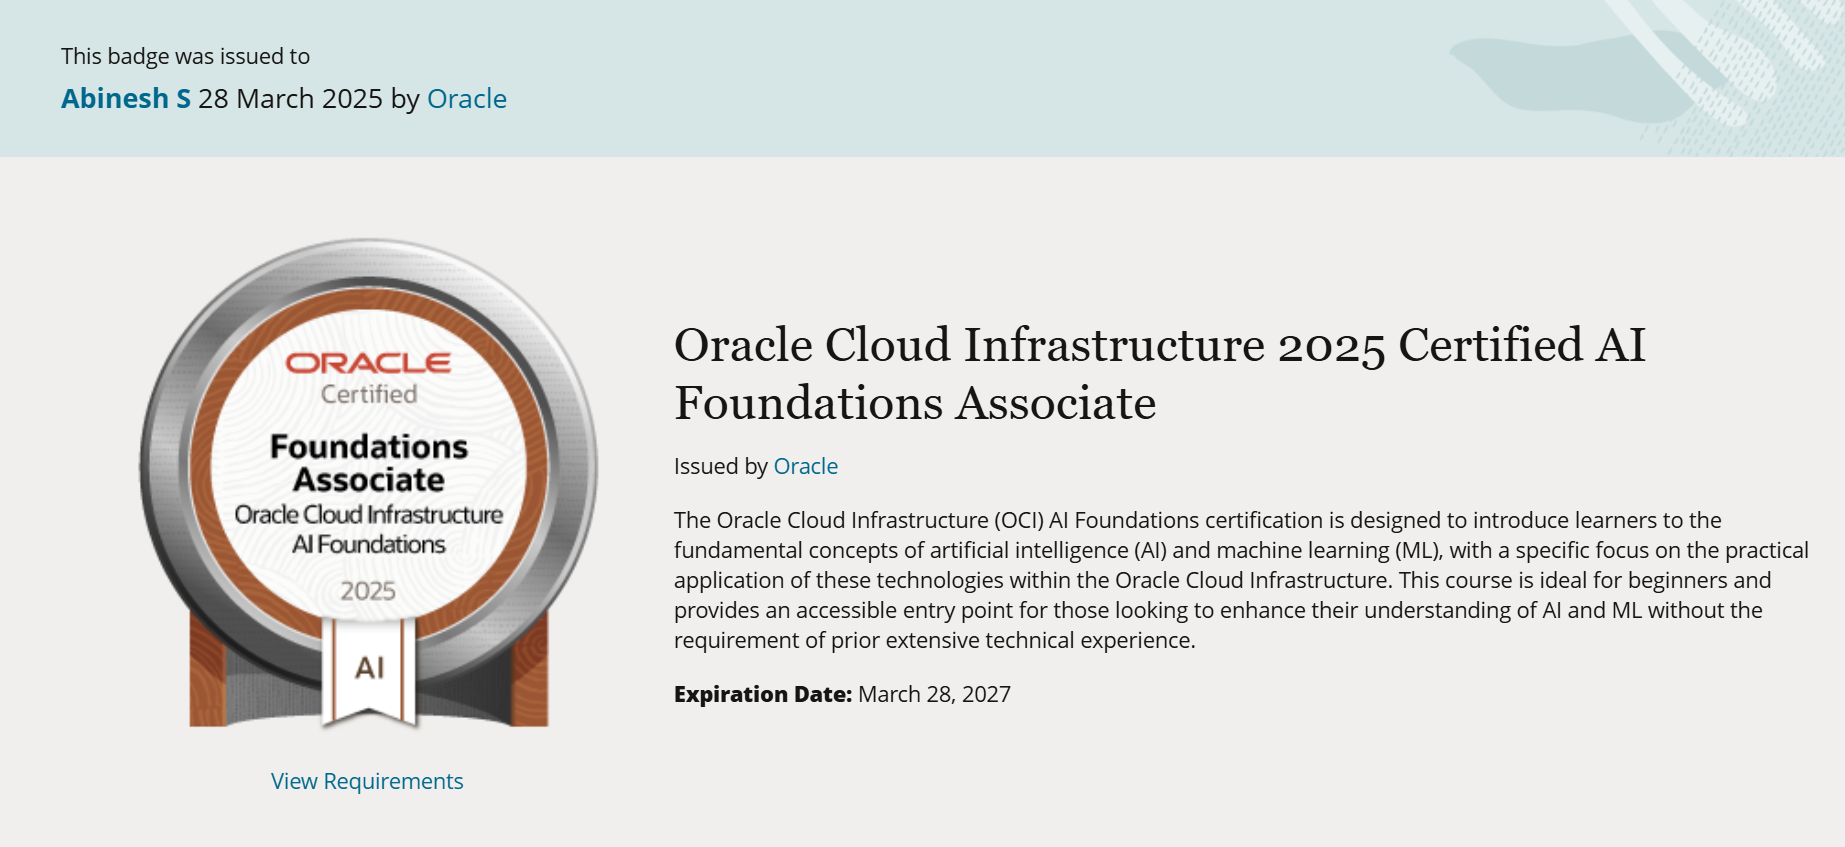 This badge was issued to
Abinesh S 28 March 2025 by Oracle
ORACLE
Certified
Foundations
Associate
Oracle Cloud Infrastructure
AI Foundations
2025
AI
View Requirements
Oracle Cloud Infrastructure 2025 Certified AI
Foundations Associate
Issued by Oracle
The Oracle Cloud Infrastructure (OCI) AI Foundations certification is designed to introduce learners to the
fundamental concepts of artificial intelligence (AI) and machine learning (ML), with a specific focus on the practical
application of these technologies within the Oracle Cloud Infrastructure. This course is ideal for beginners and
provides an accessible entry point for those looking to enhance their understanding of AI and ML without the
requirement of prior extensive technical experience.
Expiration Date: March 28, 2027